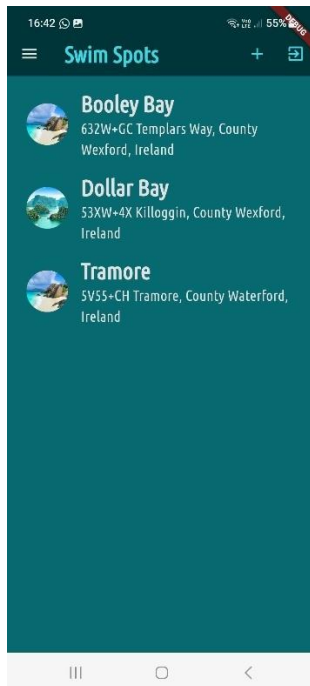 16:42
VoLTE 55%
DEBUG
Swim Spots
Booley Bay
632W+GC Templars Way, County
Wexford, Ireland
Dollar Bay
53XW+4X Killoggin, County Wexford,
Ireland
Tramore
5V55+CH Tramore, County Waterford,
Ireland